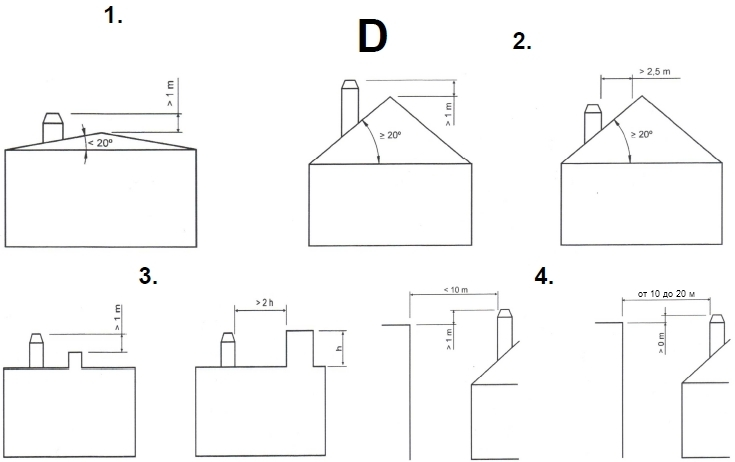 1.
D
2.
> 1 m
< 20º
> 1 m
≥ 20º
> 2,5 m
≥ 20º
3.
4.
> 1 m
> 2 h
h
< 10 m
> 1 m
от 10 до 20 м
> 0 m